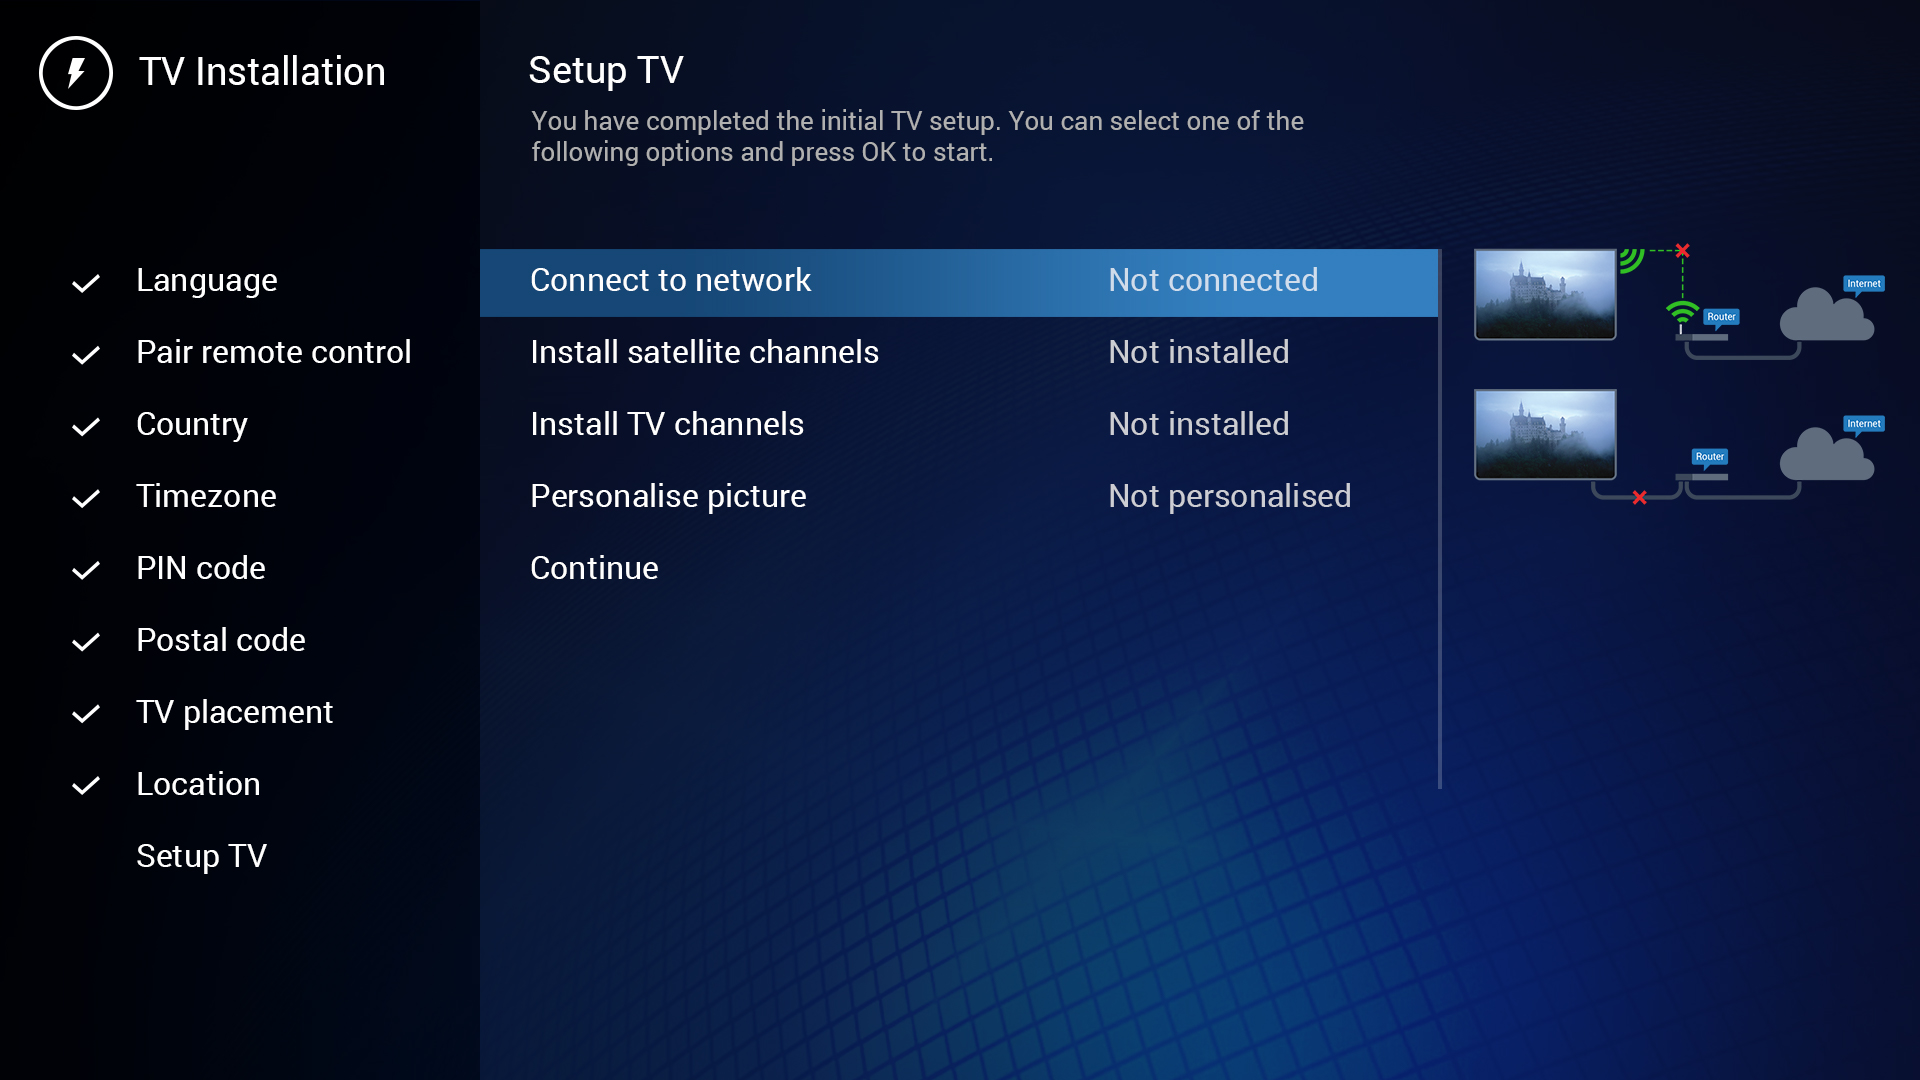 TV Installation
Language
Pair remote control
Country
Timezone
PIN code
Postal code
TV placement
Location
Setup TV
Setup TV
You have completed the initial TV setup. You can select one of the
following options and press OK to start.
Connect to network Not connected
Install satellite channels Not installed
Install TV channels Not installed
Personalise picture Not personalised
Continue
Internet
Router
Internet
Router